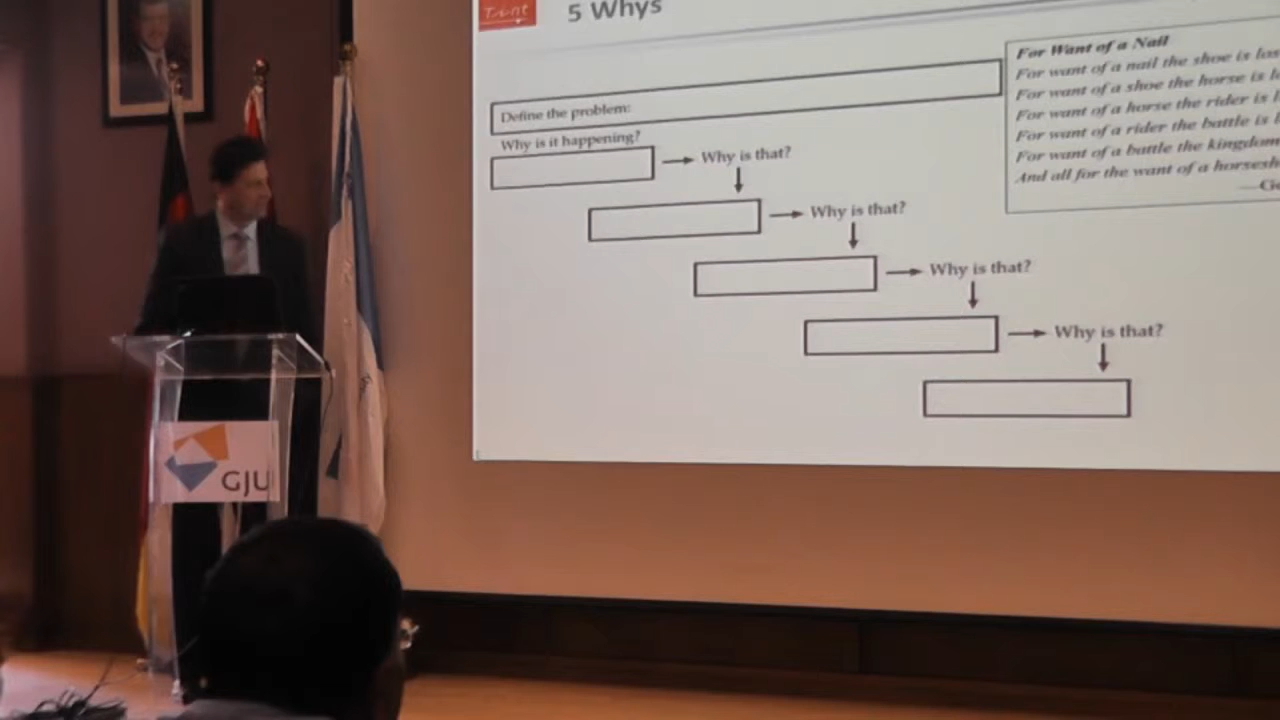 5 Whys
Define the problem:
Why is it happening?
Why is that?
Why is that?
Why is that?
Why is that?
For Want of a Nail
For want of a nail the shoe is
For want of a shoe the horse is
For want of a horse the rider is
For want of a rider the battle is
For want of a battle the kingdom
And all for the want of a
GJU